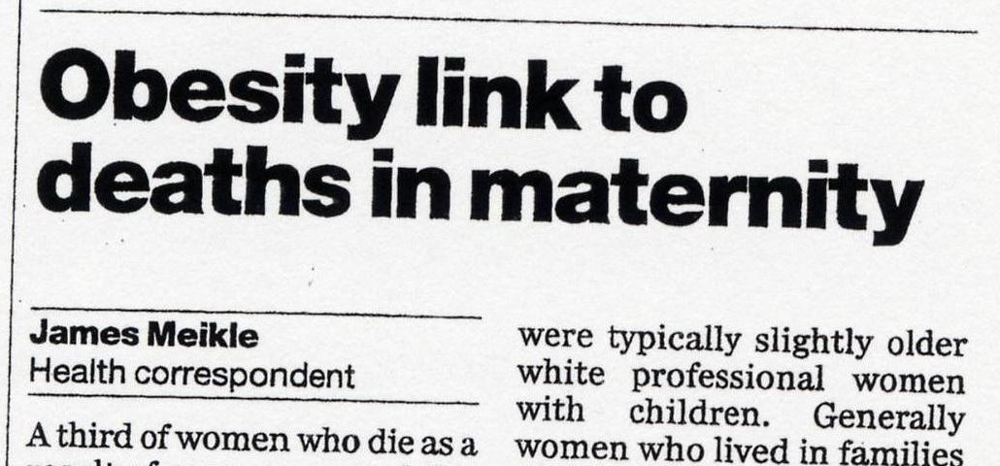 Obesity link to
deaths in maternity
James Meikle
Health correspondent
A third of women who die as a
were typically slightly older
white professional women
with children. Generally
women who lived in families